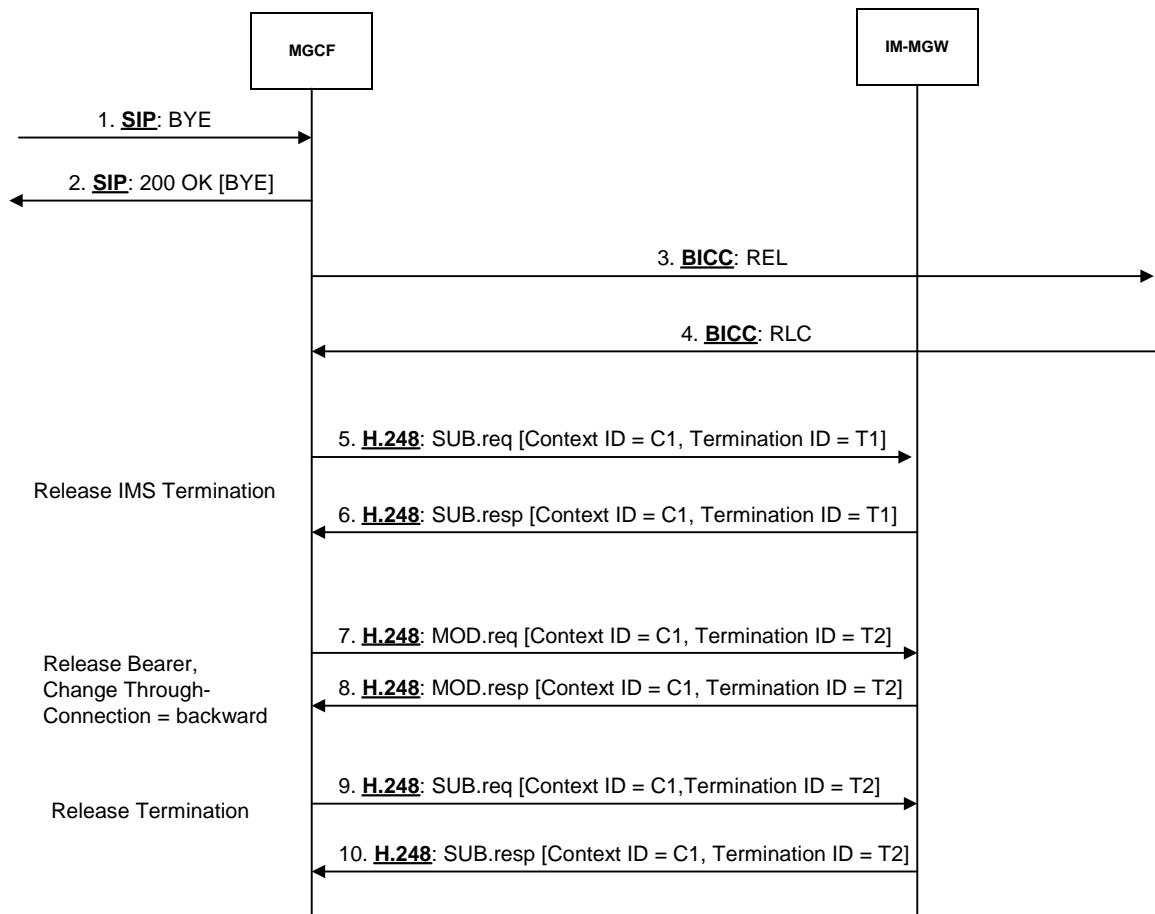 MGCF
IM-MGW
1. SIP: BYE
2. SIP: 200 OK [BYE]
3. BICC: REL
4. BICC: RLC
5. H.248: SUB.req [Context ID = C1, Termination ID = T1]
Release IMS Termination
6. H.248: SUB.resp [Context ID = C1, Termination ID = T1]
7. H.248: MOD.req [Context ID = C1, Termination ID = T2]
Release Bearer,
Change Through-
Connection = backward
8. H.248: MOD.resp [Context ID = C1, Termination ID = T2]
9. H.248: SUB.req [Context ID = C1,Termination ID = T2]
Release Termination
10. H.248: SUB.resp [Context ID = C1, Termination ID = T2]